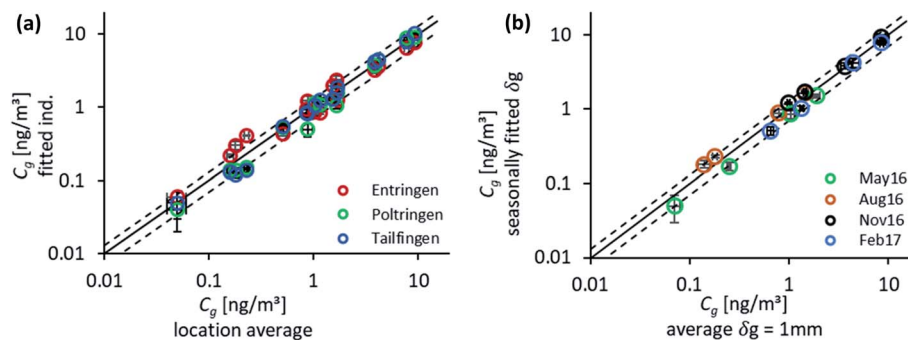 (a)
10
1
0.1
0.01
C_g [ng/m³]
fitted ind.
Entringen
Poltringen
Tailfingen
0.01 0.1 1 10
C_g [ng/m³]
location average
(b)
10
1
0.1
0.01
C_g [ng/m³]
seasonally fitted δg
May16
Aug16
Nov16
Feb17
0.01 0.1 1 10
C_g [ng/m³]
average δg = 1mm